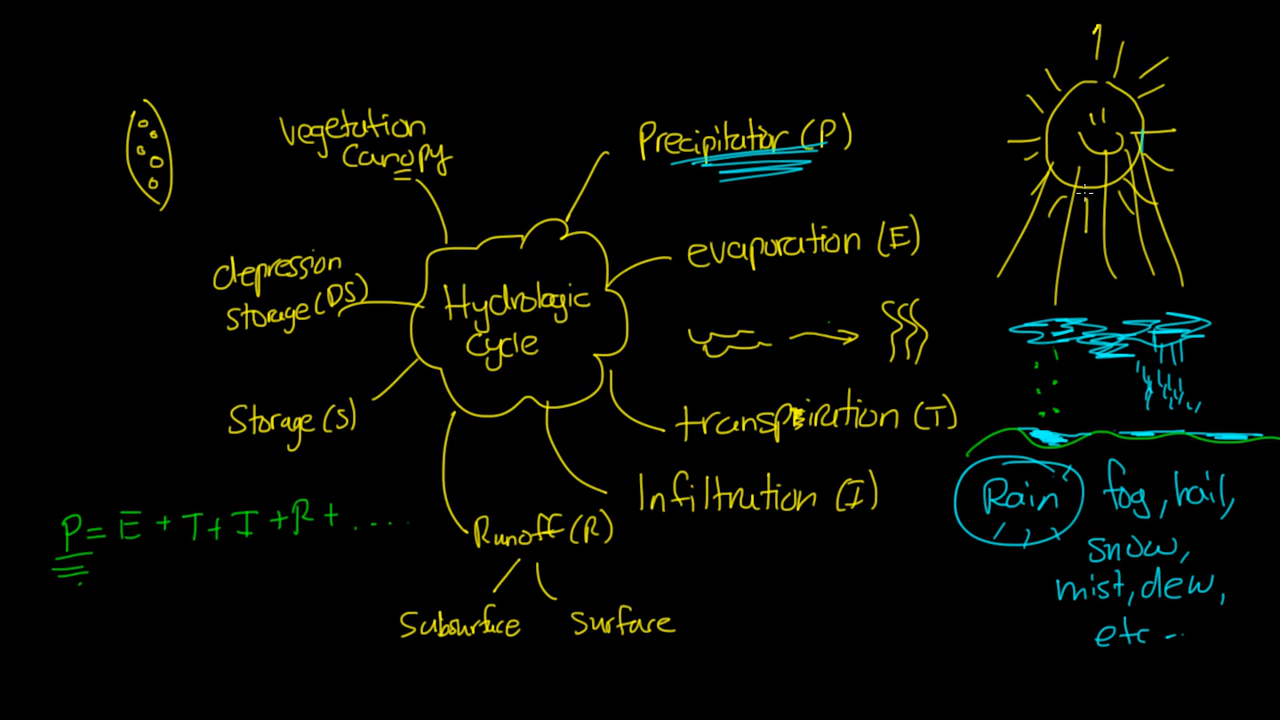 vegetation
canopy
Precipitation (P)
depression
storage (DS)
evaporation (E)
Hydrologic
cycle
Storage (S)
transpiration (T)
Infiltration (I)
Runoff (R)
Subsurface
Surface
P = E + T + I + R + ....
Rain
fog, hail,
snow,
mist, dew,
etc -